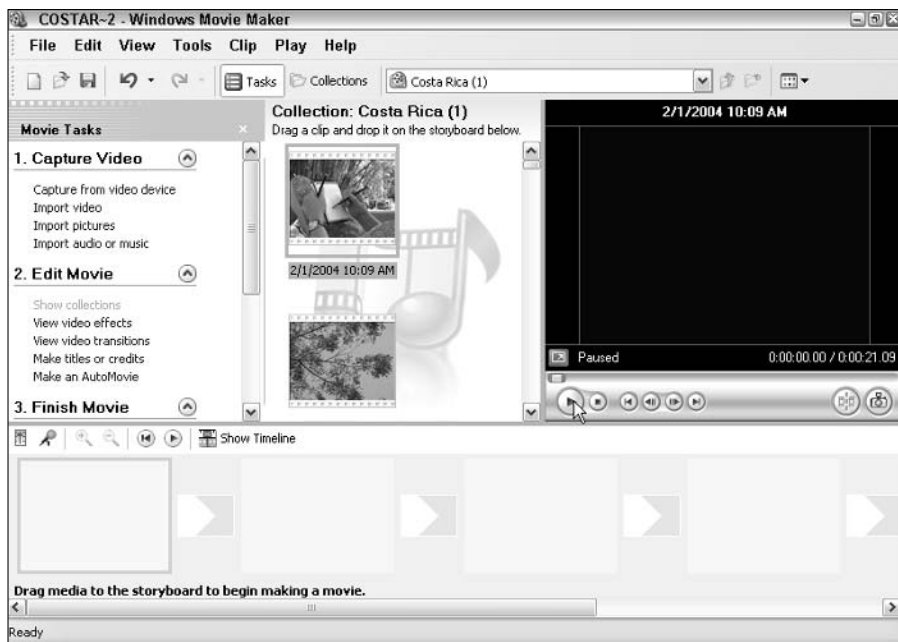 COSTAR~2 - Windows Movie Maker
File Edit View Tools Clip Play Help
Tasks Collections Costa Rica (1)
Movie Tasks
1. Capture Video
Capture from video device
Import video
Import pictures
Import audio or music
2. Edit Movie
Show collections
View video effects
View video transitions
Make titles or credits
Make an AutoMovie
3. Finish Movie
Collection: Costa Rica (1)
Drag a clip and drop it on the storyboard below.
2/1/2004 10:09 AM
2/1/2004 10:09 AM
Paused 0:00:00.00 / 0:00:21.09
Show Timeline
Drag media to the storyboard to begin making a movie.
Ready